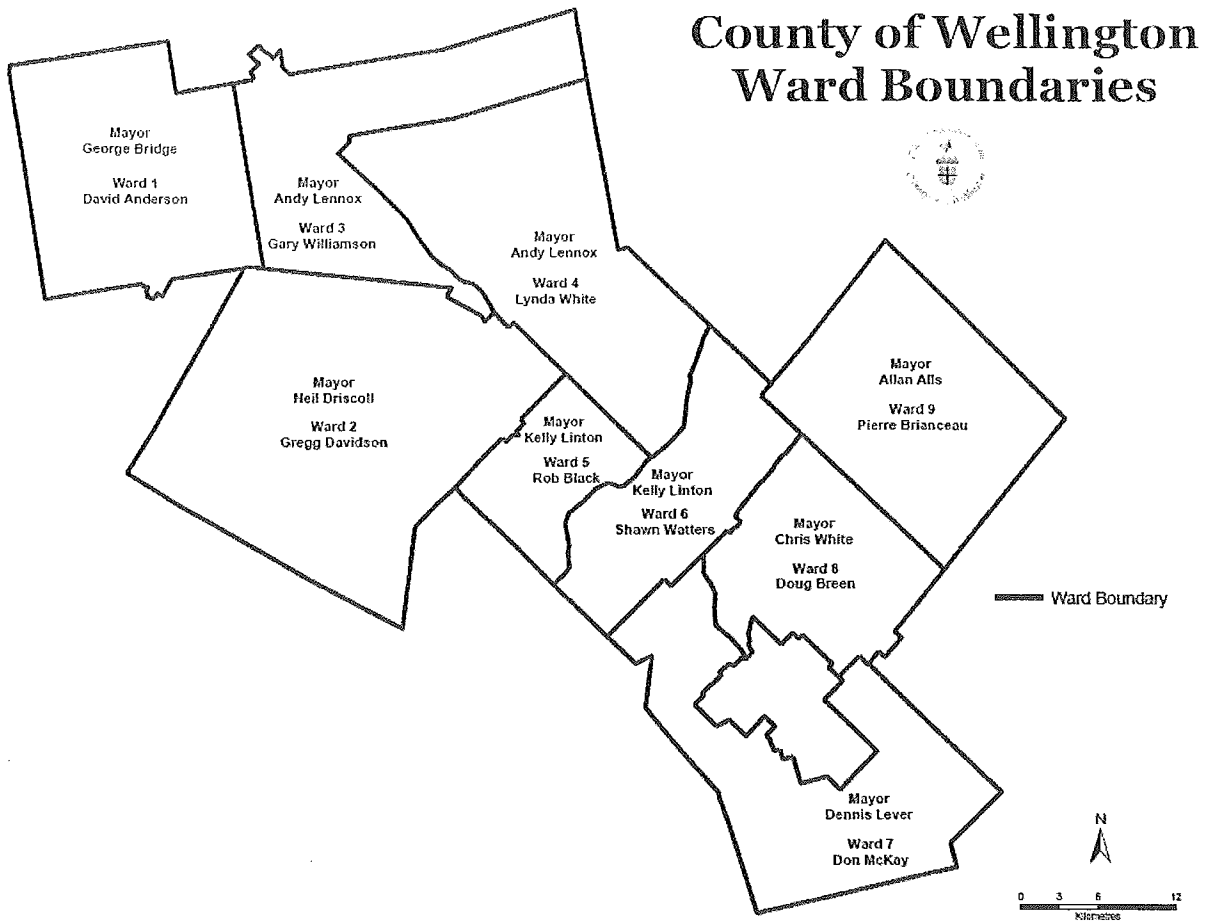 County of Wellington
Ward Boundaries
Mayor
George Bridge
Ward 1
David Anderson
Mayor
Andy Lennox
Ward 3
Gary Williamson
Mayor
Andy Lennox
Ward 4
Lynda White
Mayor
Neil Driscoll
Ward 2
Gregg Davidson
Mayor
Kelly Linton
Ward 5
Rob Black
Mayor
Kelly Linton
Ward 6
Shawn Watters
Mayor
Allan Alls
Ward 9
Pierre Brianceau
Mayor
Chris White
Ward 8
Doug Breen
Ward Boundary
Mayor
Dennis Lever
Ward 7
Don McKay
N
0 3 6 12
Kilometres